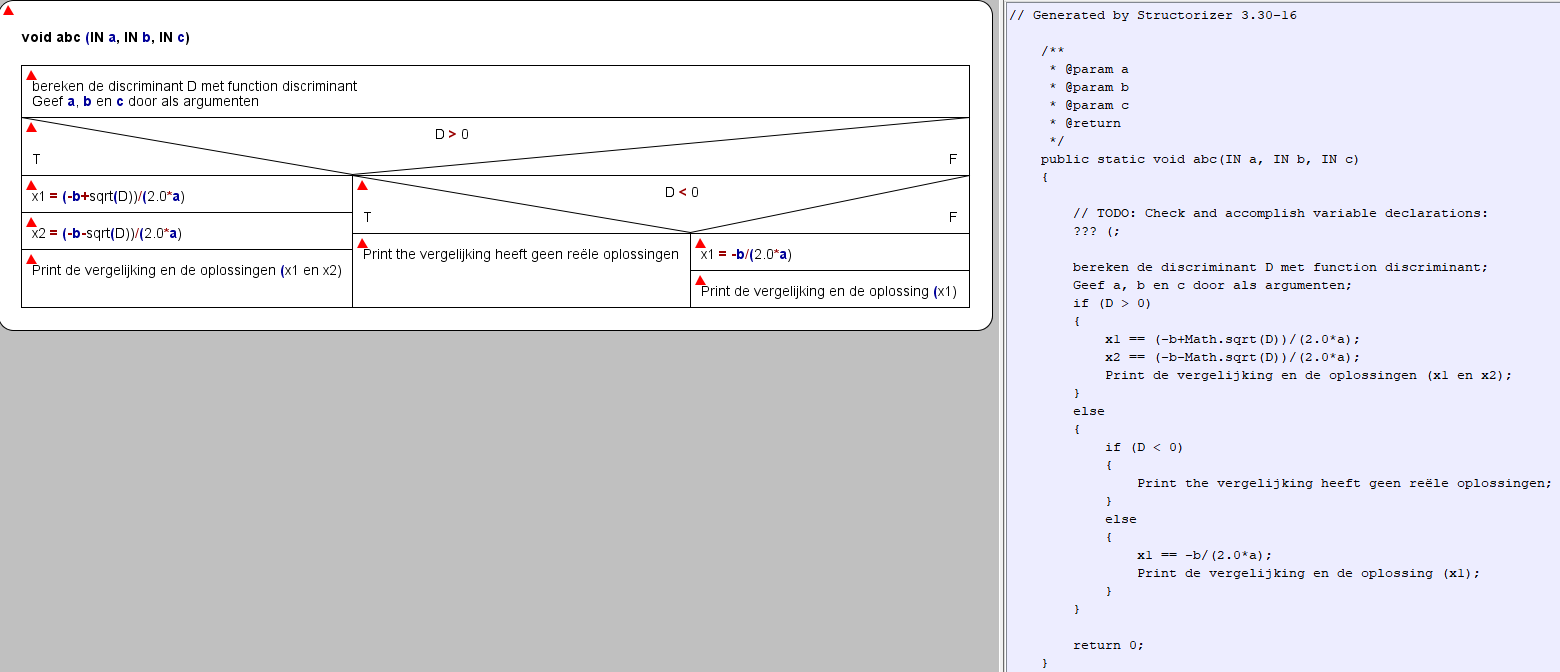 void abc (IN a, IN b, IN c)
bereken de discriminant D met function discriminant
Geef a, b en c door als argumenten
D > 0
T
F
x1 = (-b+sqrt(D))/(2.0*a)
x2 = (-b-sqrt(D))/(2.0*a)
Print de vergelijking en de oplossingen (x1 en x2)
D < 0
T
F
Print the vergelijking heeft geen reële oplossingen
x1 = -b/(2.0*a)
Print de vergelijking en de oplossing (x1)
// Generated by Structorizer 3.30-16
/**
* @param a
* @param b
* @param c
* @return
*/
public static void abc(IN a, IN b, IN c)
{
// TODO: Check and accomplish variable declarations:
??? (;
bereken de discriminant D met function discriminant;
Geef a, b en c door als argumenten;
if (D > 0)
{
x1 == (-b+Math.sqrt(D))/(2.0*a);
x2 == (-b-Math.sqrt(D))/(2.0*a);
Print de vergelijking en de oplossingen (x1 en x2);
}
else
{
if (D < 0)
{
Print the vergelijking heeft geen reële oplossingen;
}
else
{
x1 == -b/(2.0*a);
Print de vergelijking en de oplossing (x1);
}
}
return 0;
}